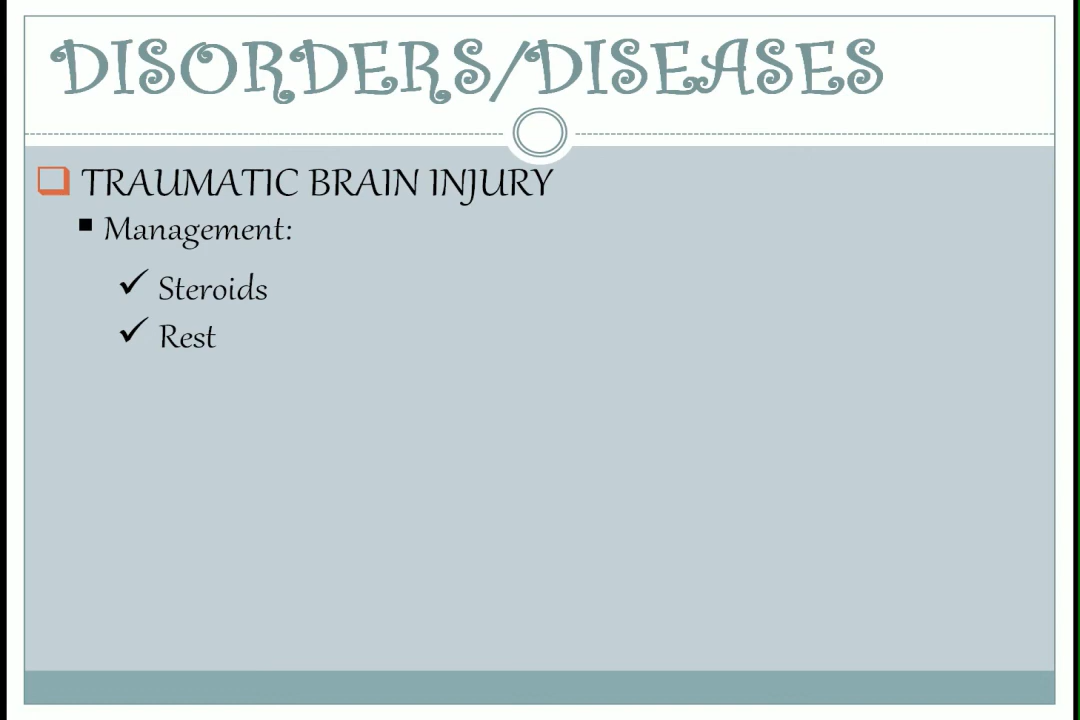 DISORDERS/DISEASES
TRAUMATIC BRAIN INJURY
Management:
Steroids
Rest